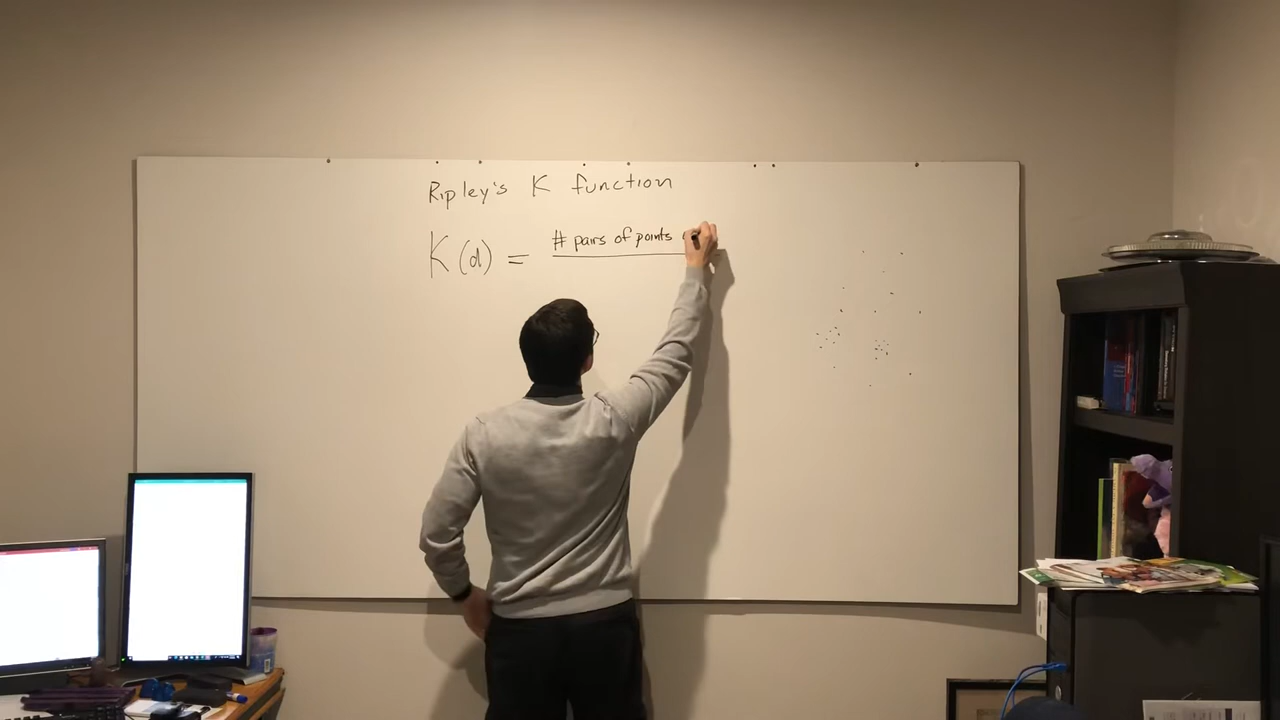 Ripley's K function
K(d) = # pairs of points